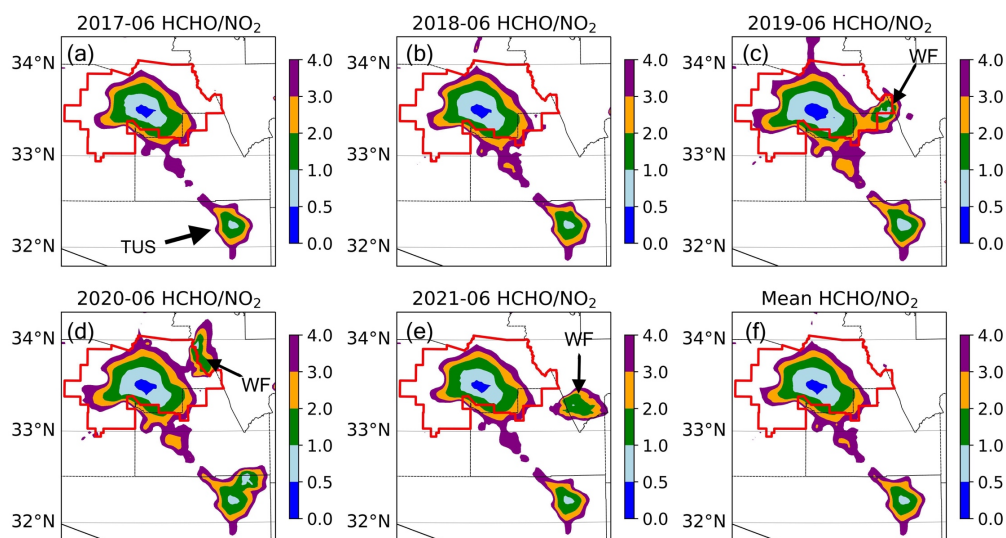 2017-06 HCHO/NO₂
2018-06 HCHO/NO₂
2019-06 HCHO/NO₂
(a)
(b)
(c)
WF
34°N
33°N
32°N
TUS
4.0
3.0
2.0
1.0
0.5
0.0
34°N
33°N
32°N
4.0
3.0
2.0
1.0
0.5
0.0
34°N
33°N
32°N
4.0
3.0
2.0
1.0
0.5
0.0
2020-06 HCHO/NO₂
2021-06 HCHO/NO₂
Mean HCHO/NO₂
(d)
(e)
(f)
WF
WF
34°N
33°N
32°N
4.0
3.0
2.0
1.0
0.5
0.0
34°N
33°N
32°N
4.0
3.0
2.0
1.0
0.5
0.0
34°N
33°N
32°N
4.0
3.0
2.0
1.0
0.5
0.0